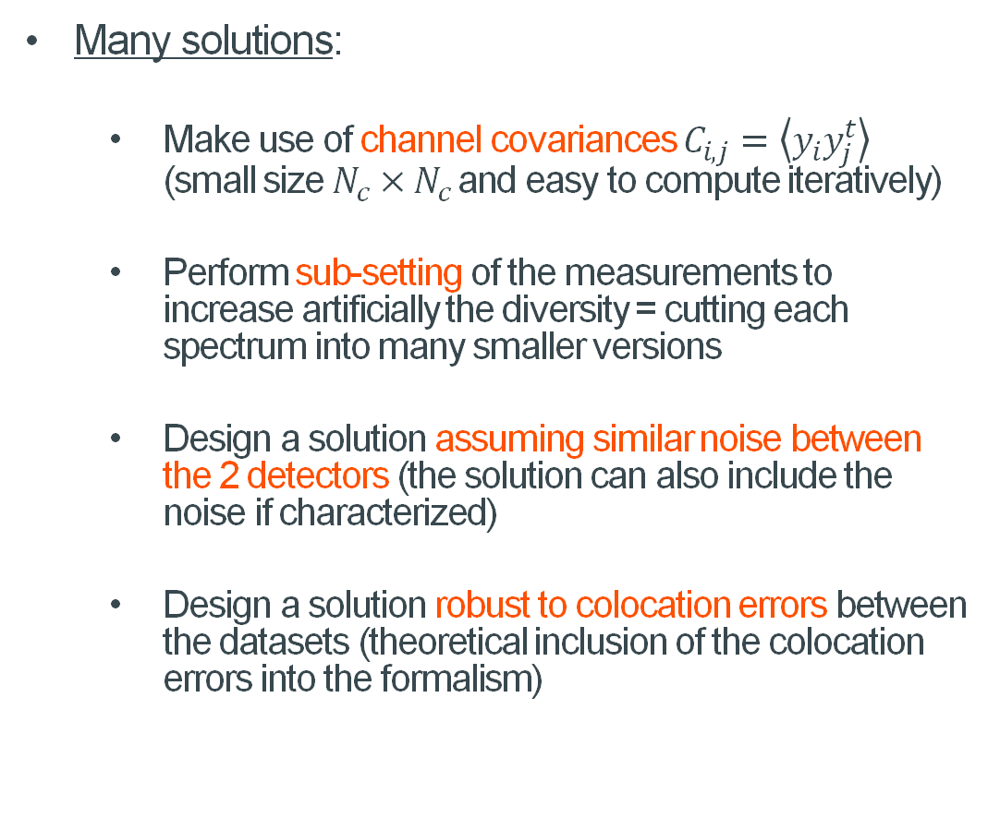 • Many solutions:
• Make use of channel covariances $C_{i,j} = \langle y_i y_j^t \rangle$
(small size $N_c \times N_c$ and easy to compute iteratively)
• Perform sub-setting of the measurements to
increase artificially the diversity = cutting each
spectrum into many smaller versions
• Design a solution assuming similar noise between
the 2 detectors (the solution can also include the
noise if characterized)
• Design a solution robust to colocation errors between
the datasets (theoretical inclusion of the colocation
errors into the formalism)